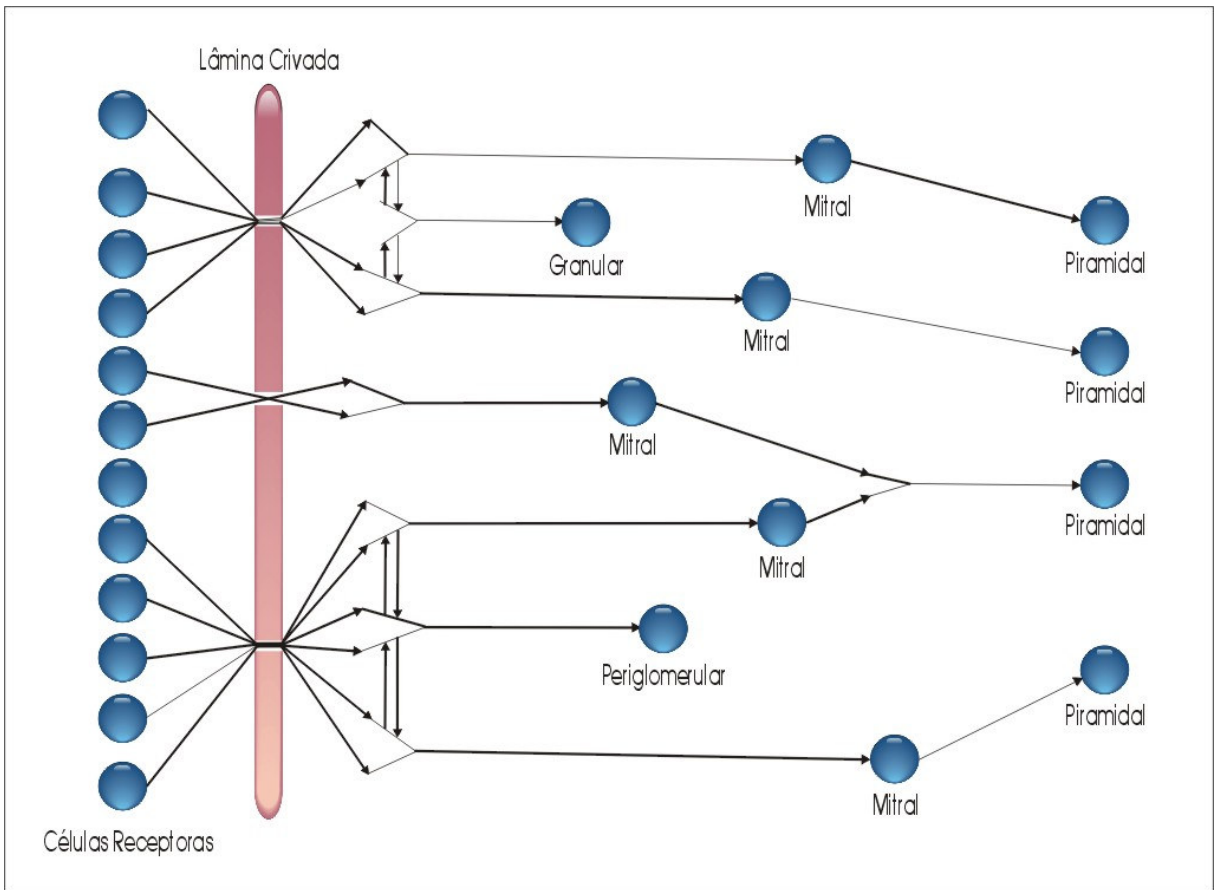 Lâmina Crivada
Mitral
Piramidal
Granular
Mitral
Piramidal
Mitral
Piramidal
Mitral
Periglomerular
Piramidal
Mitral
Células Receptoras